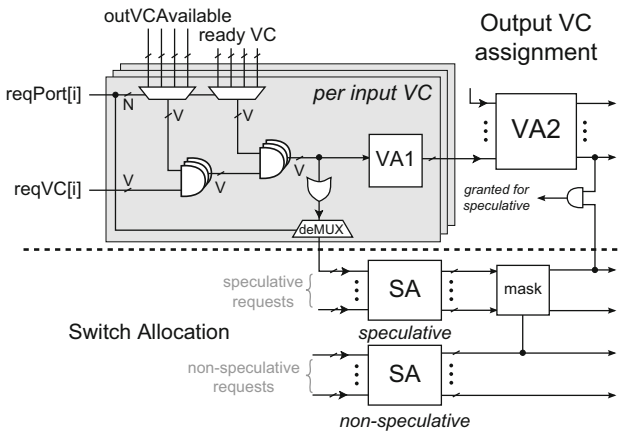 outVCAvailable
ready VC
Output VC
assignment
reqPort[i]
N
per input VC
V
V
VA1
VA2
V
V
V
reqVC[i]
granted for
speculative
deMUX
speculative
requests
SA
mask
speculative
Switch Allocation
non-speculative
requests
SA
non-speculative